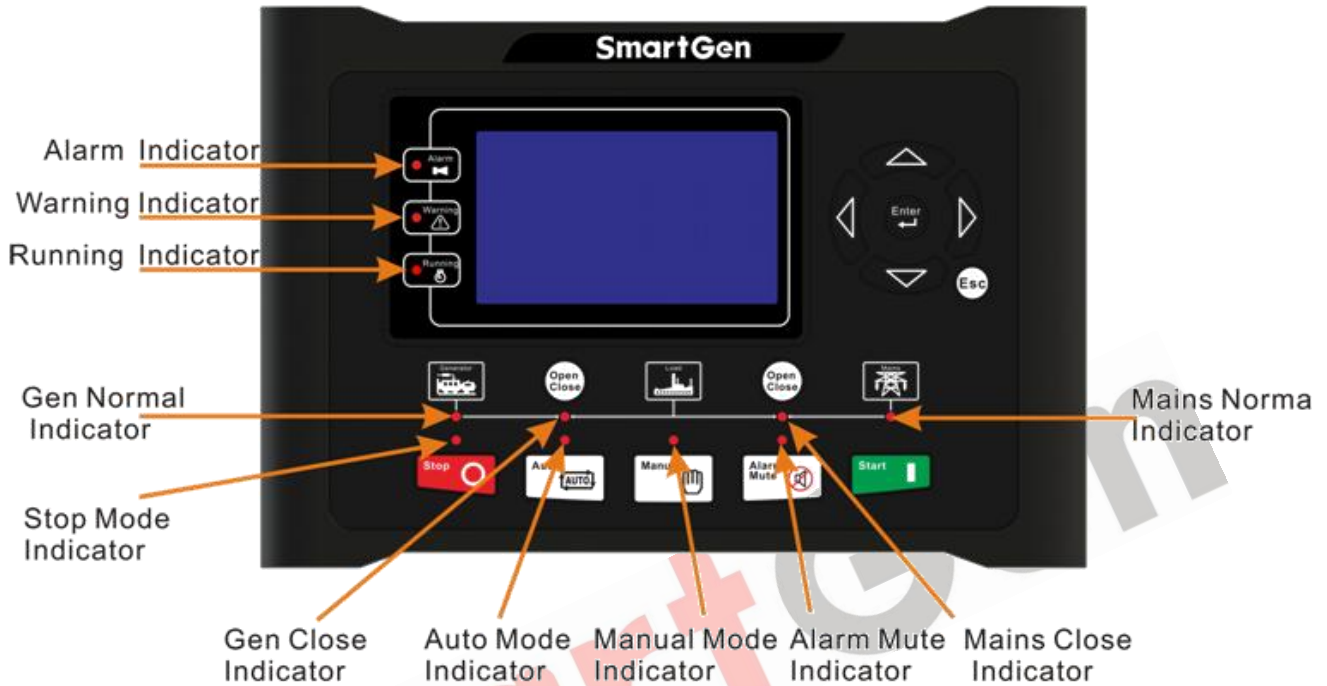 SmartGen
Alarm Indicator
Alarm
Warning Indicator
Warning
Running Indicator
Running
Enter
Esc
Generator
Open
Close
Load
Open
Close
Mains
Gen Normal
Indicator
Mains Norma
Indicator
Stop
Auto
AUTO
Manual
Alarm
Mute
Start
Stop Mode
Indicator
Gen Close
Indicator
Auto Mode
Indicator
Manual Mode
Indicator
Alarm Mute
Indicator
Mains Close
Indicator